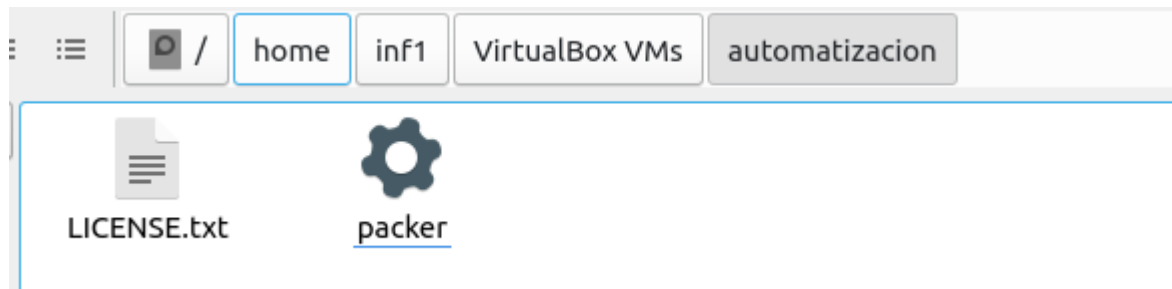 / home inf1 VirtualBox VMs automatizacion
LICENSE.txt packer